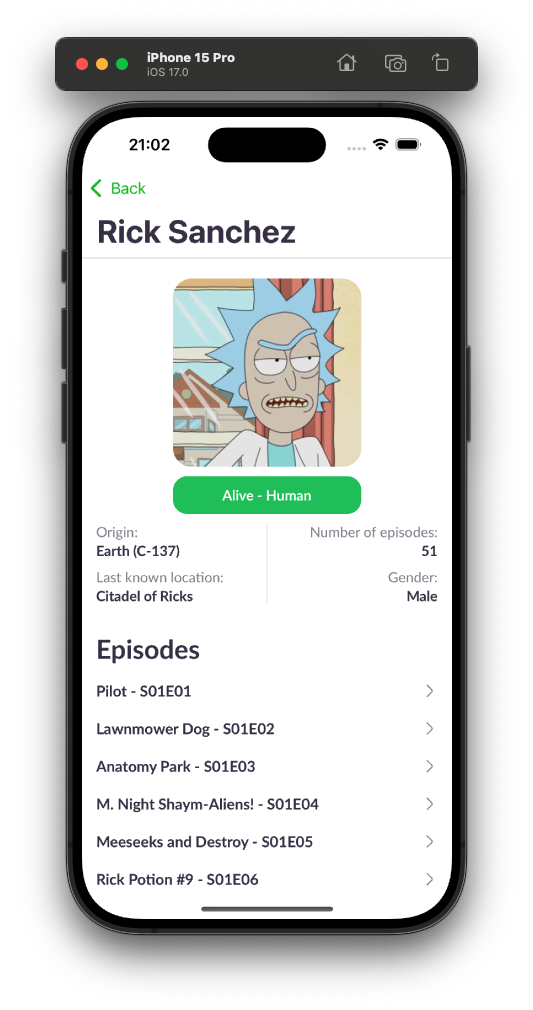 iPhone 15 Pro
iOS 17.0
21:02
Back
Rick Sanchez
Alive - Human
Origin:
Earth (C-137)
Number of episodes:
51
Last known location:
Citadel of Ricks
Gender:
Male
Episodes
Pilot - S01E01
Lawnmower Dog - S01E02
Anatomy Park - S01E03
M. Night Shaym-Aliens! - S01E04
Meeseeks and Destroy - S01E05
Rick Potion #9 - S01E06